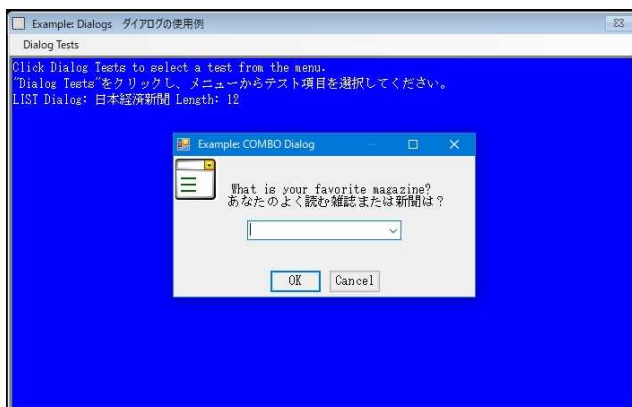 Example: Dialogs ダイアログの使用例
Dialog Tests
Click Dialog Tests to select a test from the menu.
"Dialog Tests"をクリックし、メニューからテスト項目を選択してください。
LIST Dialog: 日本経済新聞 Length: 12
Example: COMBO Dialog
What is your favorite magazine?
あなたのよく読む雑誌または新聞は？
OK Cancel